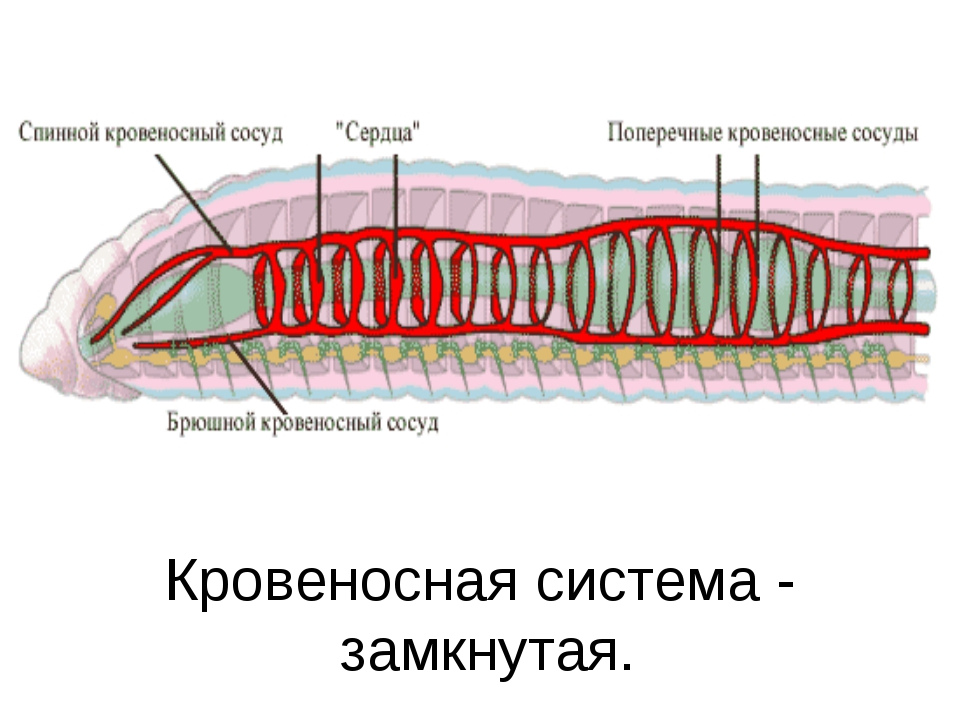 Спинной кровеносный сосуд
"Сердца"
Поперечные кровеносные сосуды
Брюшной кровеносный сосуд
Кровеносная система -
замкнутая.